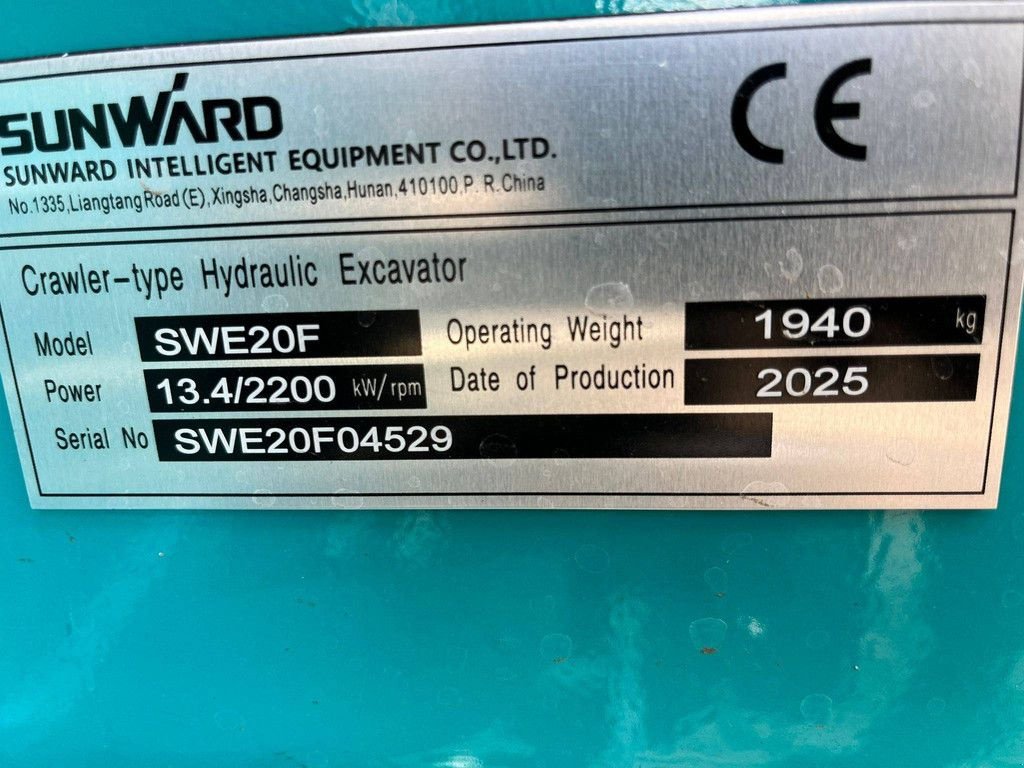 SUNWARD
CE
SUNWARD INTELLIGENT EQUIPMENT CO.,LTD.
No.1335,Liangtang Road(E),Xingsha,Changsha,Hunan,410100,P.R.China
Crawler-type Hydraulic Excavator
Model SWE20F Operating Weight 1940 kg
Power 13.4/2200 kW/rpm Date of Production 2025
Serial No SWE20F04529